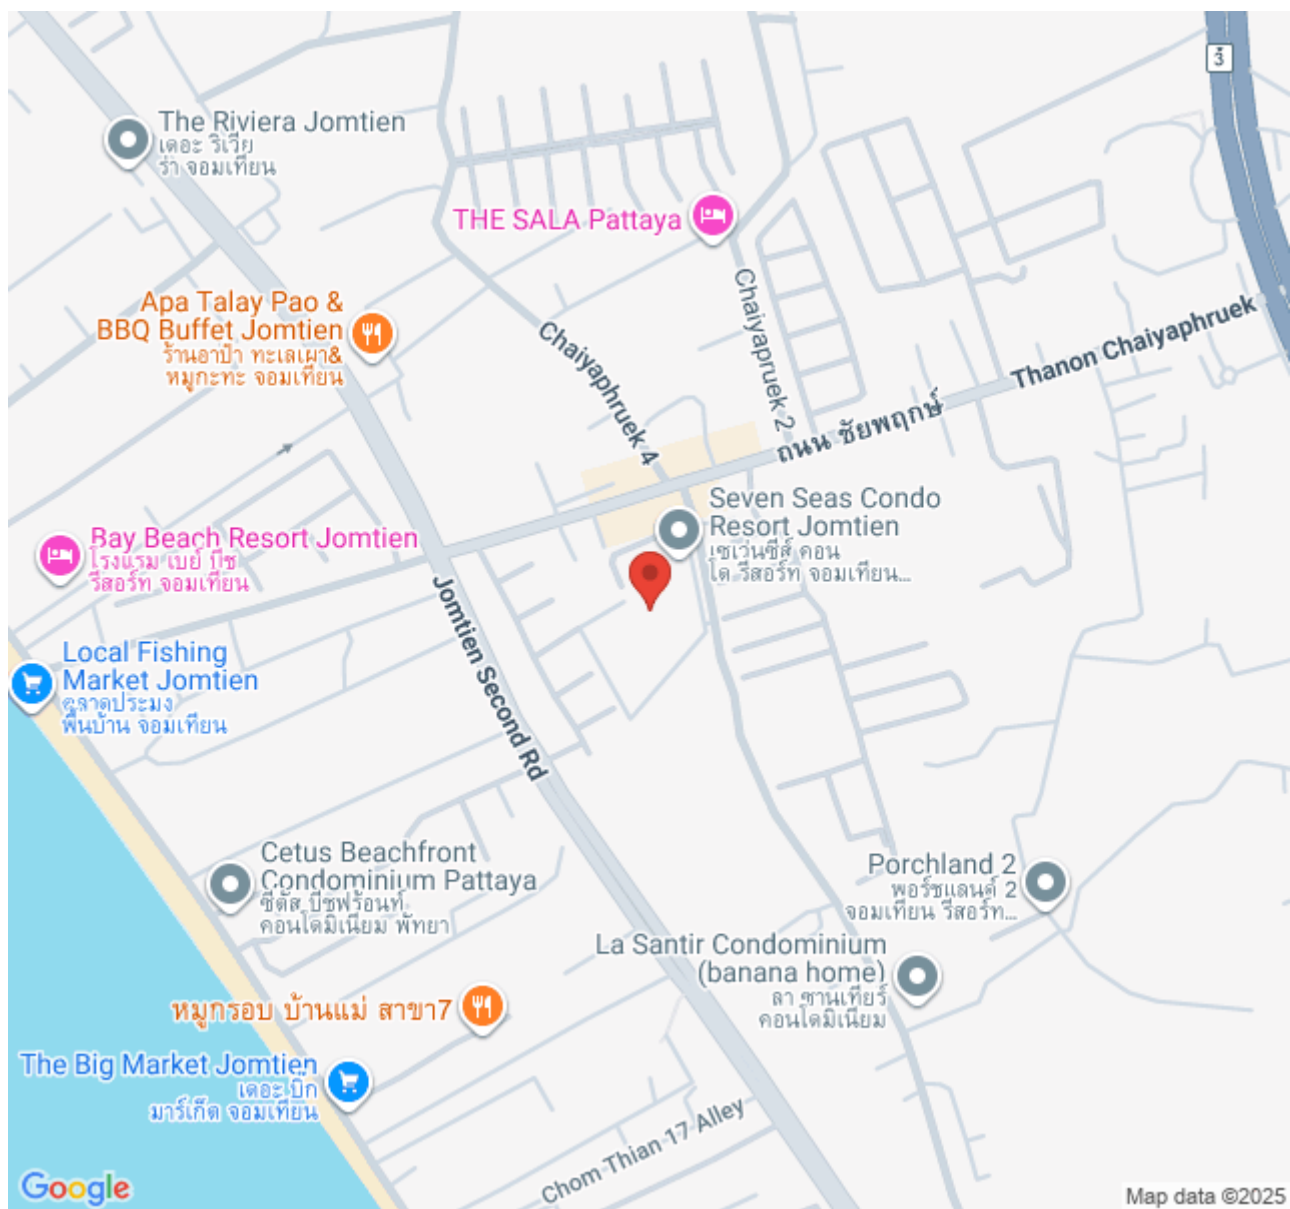 3
The Riviera Jomtien
เดอะ ริเวีย
ร่า จอมเทียน
THE SALA Pattaya
Apa Talay Pao &
BBQ Buffet Jomtien
ร้านอาป๋า ทะเลเผา&
หมูกะทะ จอมเทียน
Chaiyaphruek 4
Chaiyapruek 2
ถนน ชัยพฤกษ์
Thanon Chaiyaphruek
Seven Seas Condo
Resort Jomtien
เซเว่นซีส์ คอน
โด รีสอร์ท จอมเทียน...
Bay Beach Resort Jomtien
โรงแรม เบย์ บีช
รีสอร์ท จอมเทียน
Local Fishing
Market Jomtien
ตลาดประมง
พื้นบ้าน จอมเทียน
Jomtien Second Rd
Cetus Beachfront
Condominium Pattaya
ซีตัส บีชฟร้อนท์
คอนโดมิเนียม พัทยา
Porchland 2
พอร์ชแลนด์ 2
จอมเทียน รีสอร์ท...
La Santir Condominium
(banana home)
ลา ซานเทียร์
คอนโดมิเนียม
หมูกรอบ บ้านแม่ สาขา7
The Big Market Jomtien
เดอะ บิ๊ก
มาร์เก็ต จอมเทียน
Chom Thian 17 Alley
Google
Map data ©2025